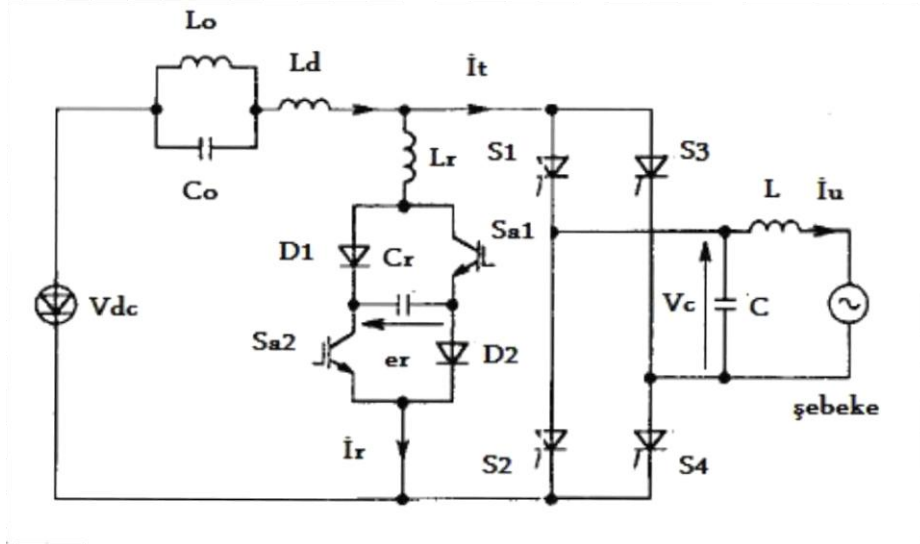 Lo
Ld
İt
Co
Lr
S1
S3
D1
Cr
Sa1
L
İu
Vdc
Sa2
er
D2
Vc
C
İr
S2
S4
şebeke